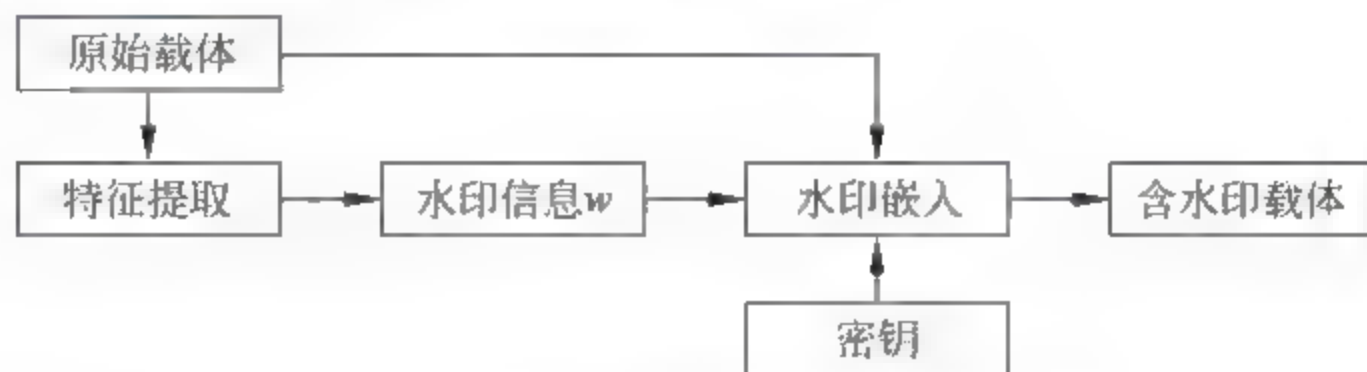 原始载体
特征提取
水印信息w
水印嵌入
含水印载体
密钥